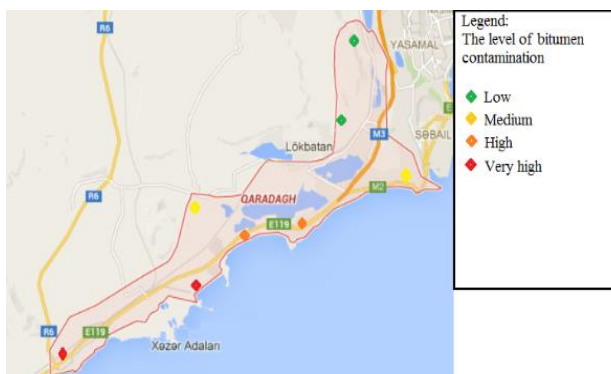 R6
YASAMAL
Lökbatan
M3
SƏBAIL
E
R6
QARADAGH
M2
E119
R6
E119
Xəzər Adaları
Legend:
The level of bitumen
contamination
Low
Medium
High
Very high